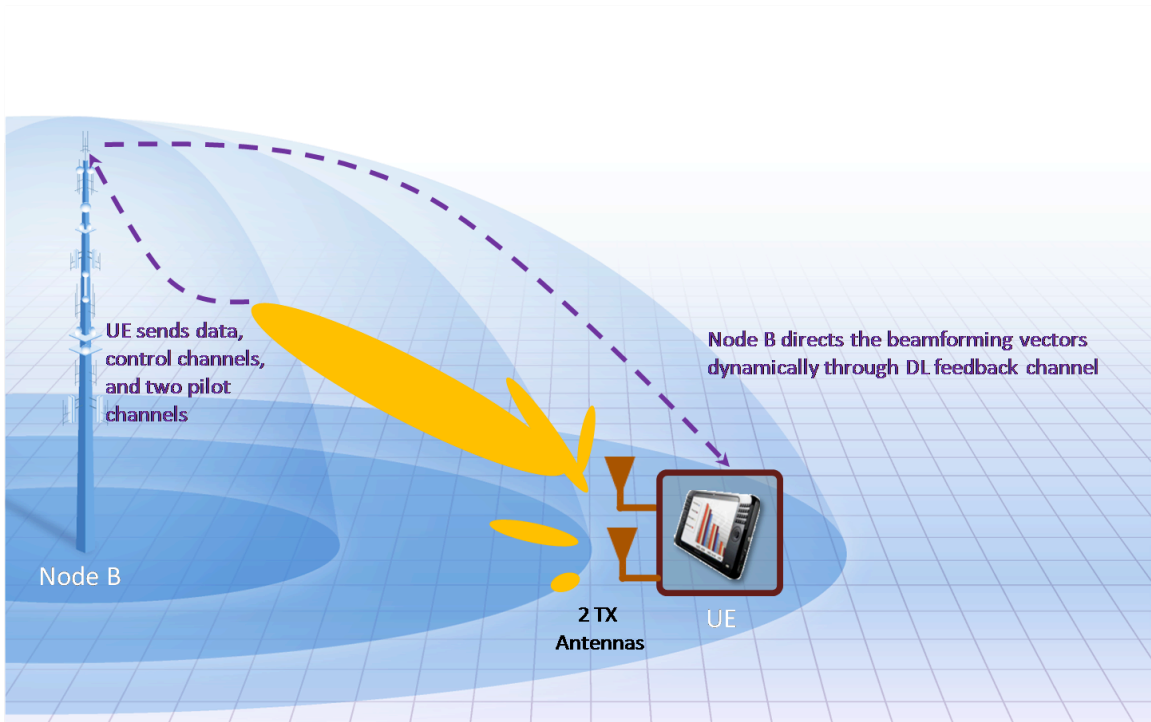 UE sends data,
control channels,
and two pilot
channels
Node B directs the beamforming vectors
dynamically through DL feedback channel
Node B
2 TX
Antennas
UE